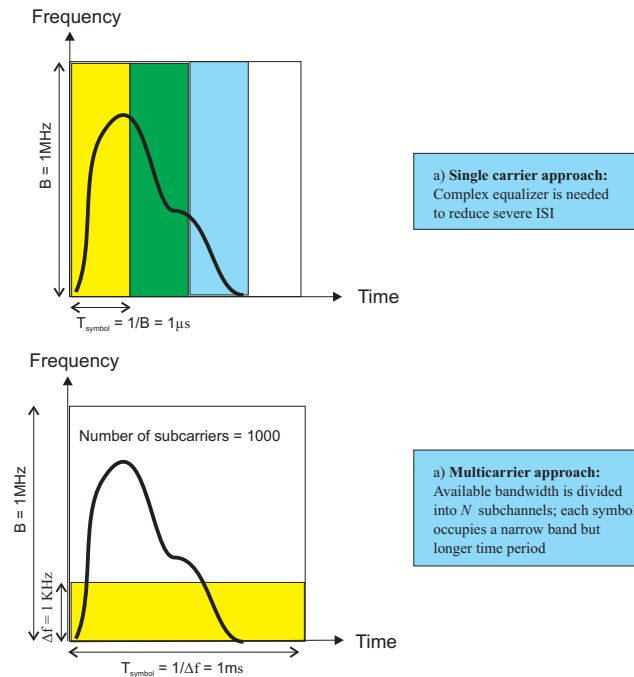 Frequency
B = 1MHz
Time
T_symbol = 1/B = 1µs
a) Single carrier approach:
Complex equalizer is needed
to reduce severe ISI
Frequency
Number of subcarriers = 1000
B = 1MHz
Δf = 1 KHz
Time
T_symbol = 1/Δf = 1ms
a) Multicarrier approach:
Available bandwidth is divided
into N subchannels; each symbol
occupies a narrow band but
longer time period